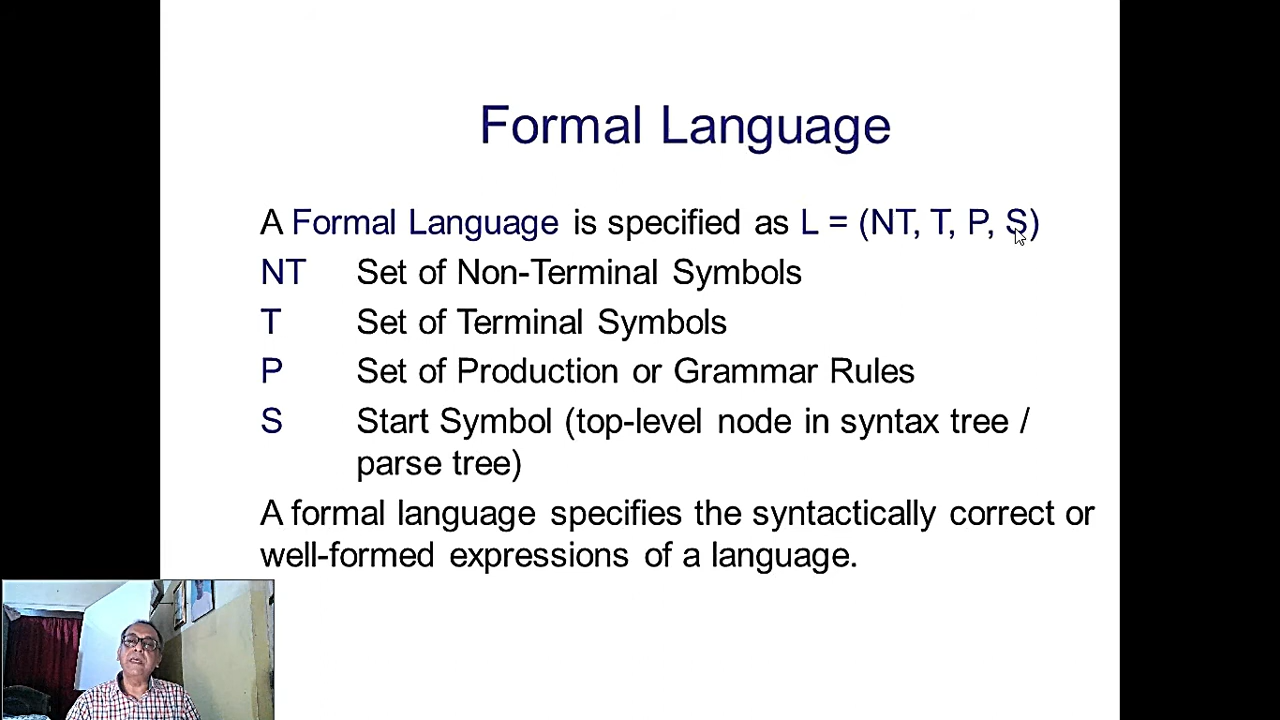 Formal Language
A Formal Language is specified as L = (NT, T, P, S)
NT Set of Non-Terminal Symbols
T Set of Terminal Symbols
P Set of Production or Grammar Rules
S Start Symbol (top-level node in syntax tree /
parse tree)
A formal language specifies the syntactically correct or
well-formed expressions of a language.